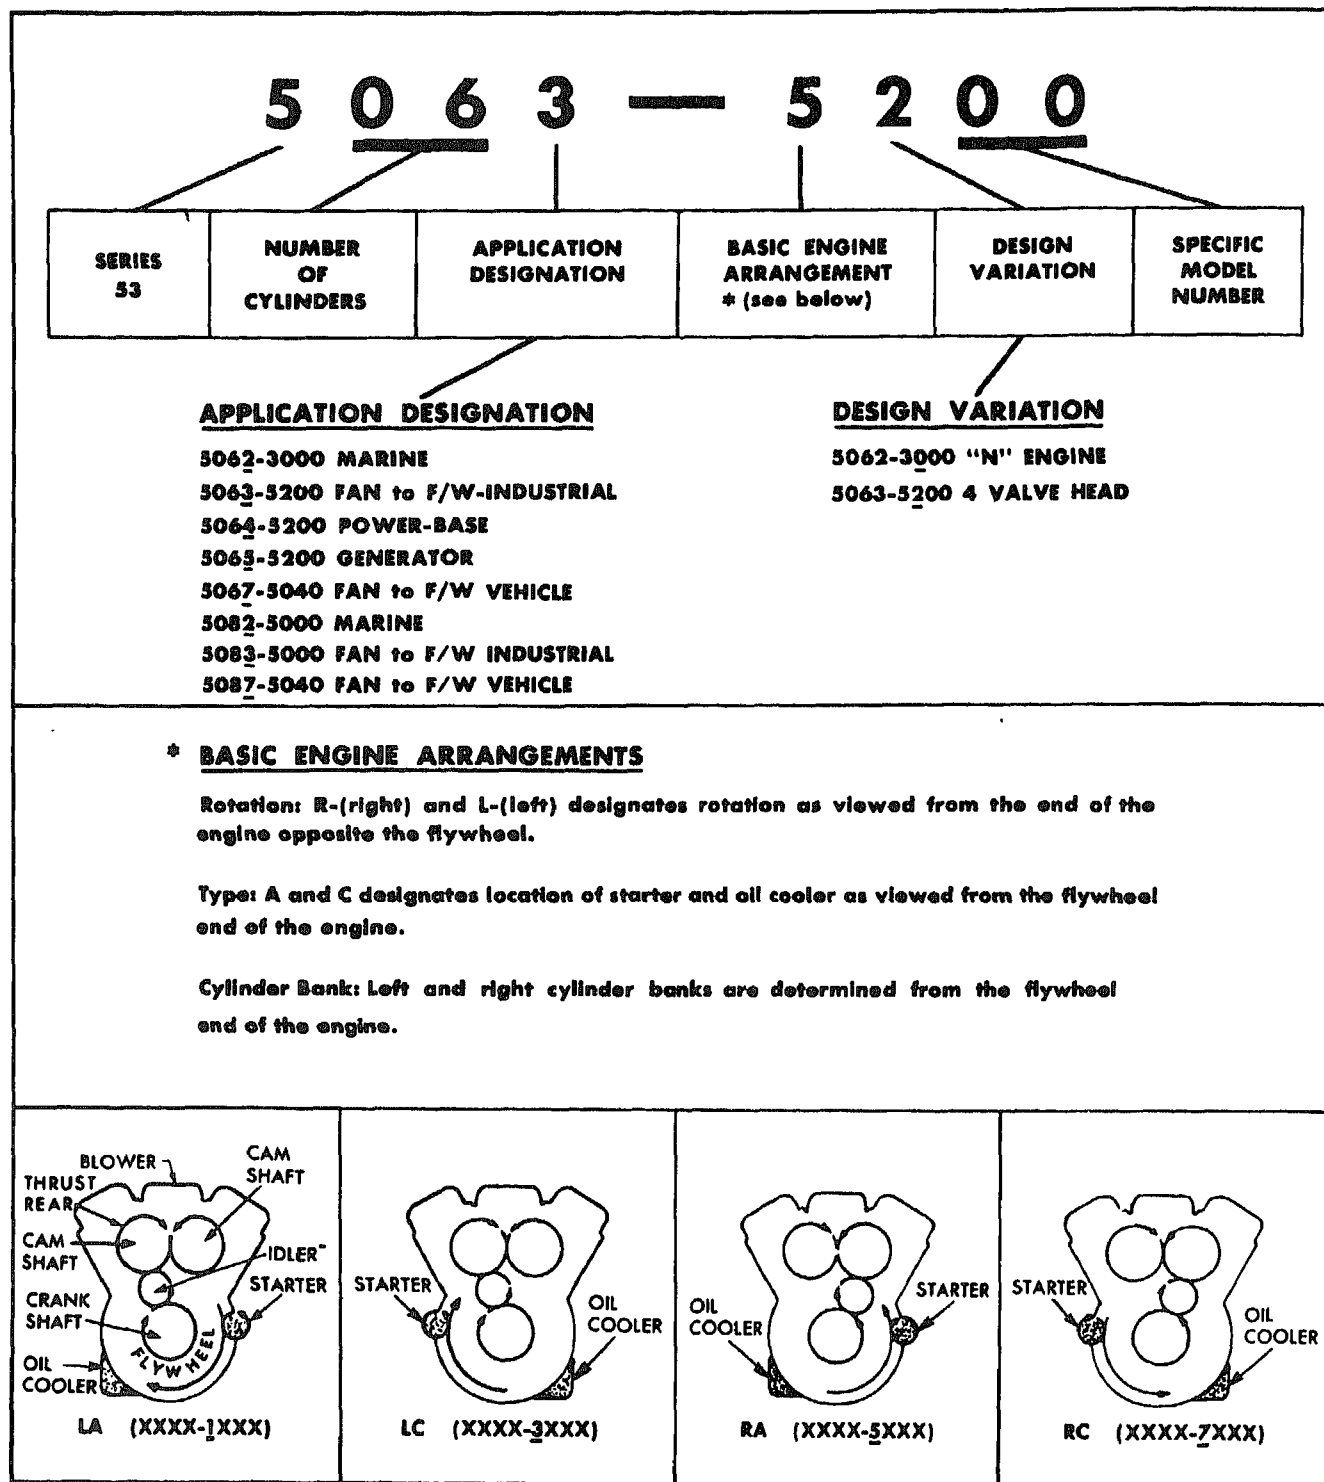 5 0 6 3 — 5 2 0 0
SERIES
53
NUMBER
OF
CYLINDERS
APPLICATION
DESIGNATION
BASIC ENGINE
ARRANGEMENT
* (see below)
DESIGN
VARIATION
SPECIFIC
MODEL
NUMBER
APPLICATION DESIGNATION
5062-3000 MARINE
5063-5200 FAN to F/W-INDUSTRIAL
5064-5200 POWER-BASE
5065-5200 GENERATOR
5067-5040 FAN to F/W VEHICLE
5082-5000 MARINE
5083-5000 FAN to F/W INDUSTRIAL
5087-5040 FAN to F/W VEHICLE
DESIGN VARIATION
5062-3000 "N" ENGINE
5063-5200 4 VALVE HEAD
* BASIC ENGINE ARRANGEMENTS
Rotation: R-(right) and L-(left) designates rotation as viewed from the end of the
engine opposite the flywheel.
Type: A and C designates location of starter and oil cooler as viewed from the flywheel
end of the engine.
Cylinder Bank: Left and right cylinder banks are determined from the flywheel
end of the engine.
BLOWER
CAM
SHAFT
THRUST
REAR
CAM
SHAFT
IDLER
STARTER
CRANK
SHAFT
FLYWHEEL
OIL
COOLER
LA (XXXX-1XXX)
STARTER
OIL
COOLER
LC (XXXX-3XXX)
OIL
COOLER
STARTER
RA (XXXX-5XXX)
STARTER
OIL
COOLER
RC (XXXX-7XXX)